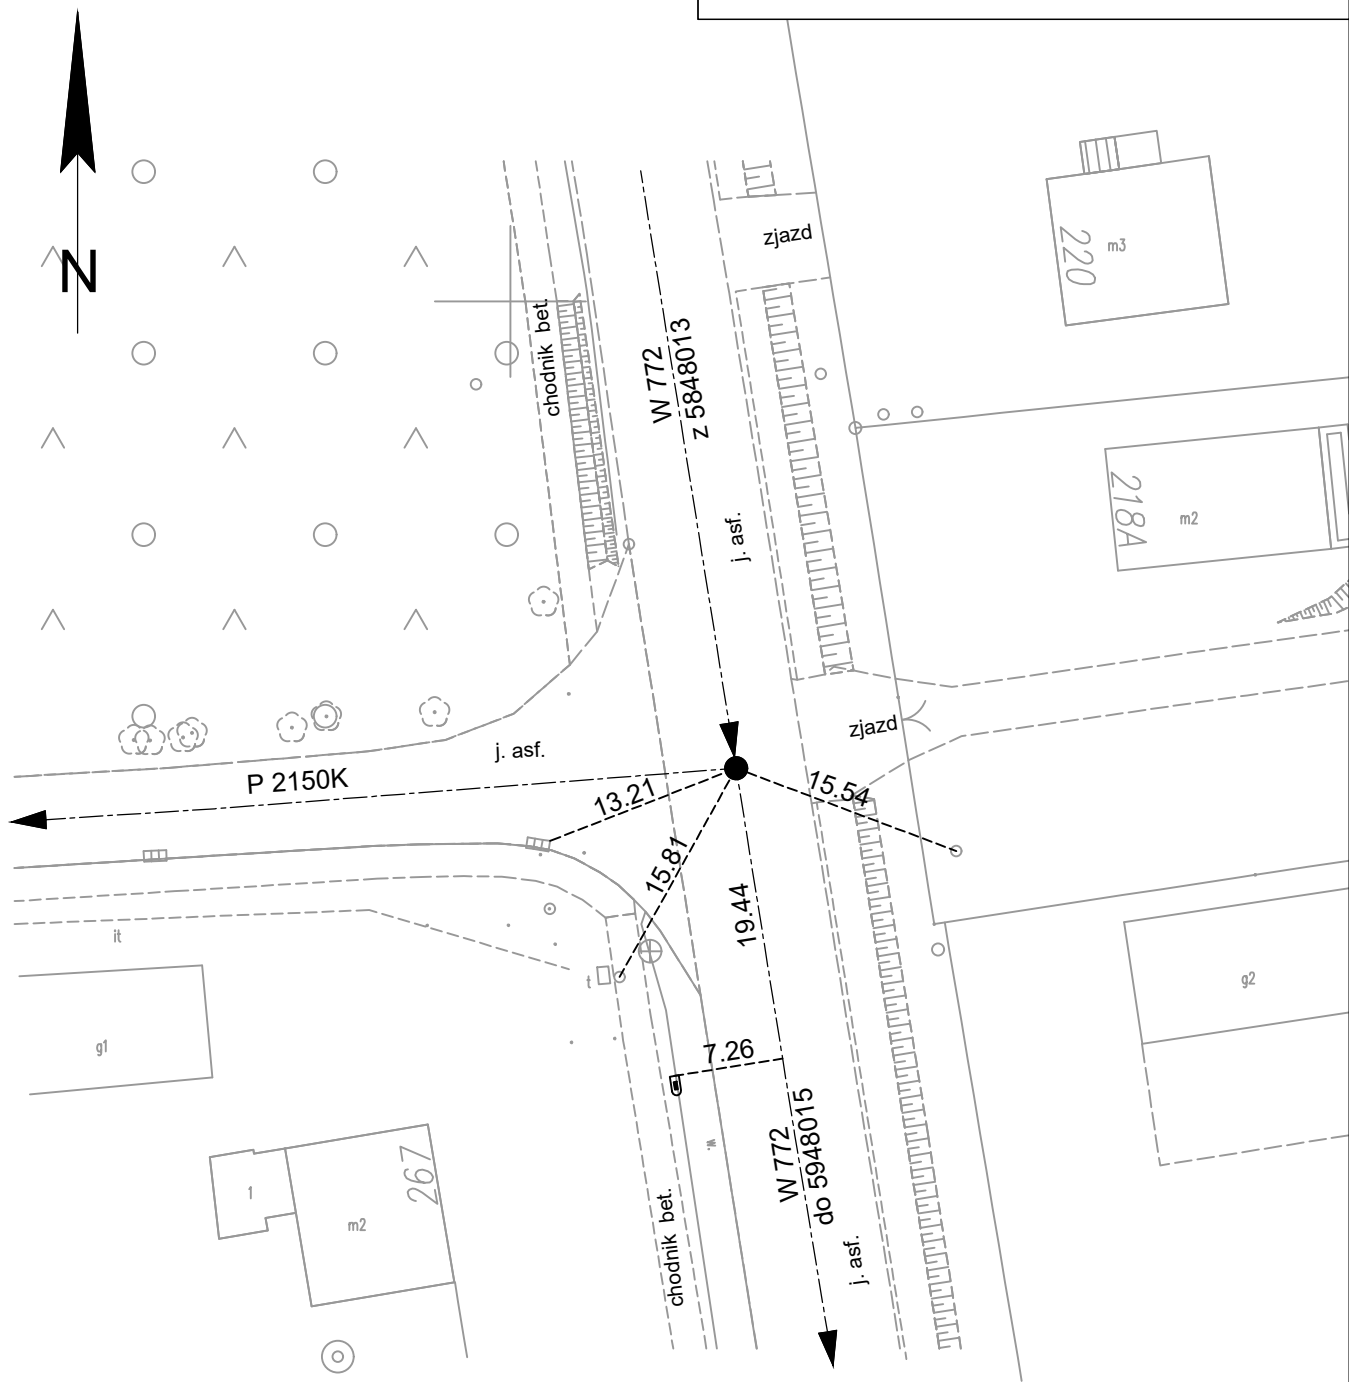 N
zjazd
220
m3
chodnik bet.
W 772
z 5848013
218A
m2
j. asf.
zjazd
j. asf.
P 2150K
13.21
15.54
15.81
19.44
it
t
g2
g1
7.26
W 772
do 5948015
w.
267
1
m2
chodnik bet.
j. asf.